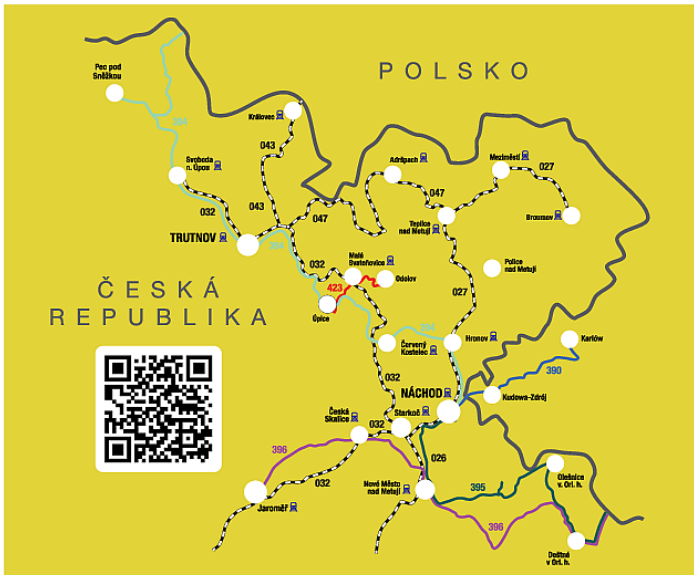 POLSKO
Pec pod
Sněžkou
Královec
043
Svoboda
n. Úpou
Adršpach
Meziměstí
027
032
043
047
047
Broumov
TRUTNOV
Teplice
nad Metují
032
Malé
Svatoňovice
Odolov
Police
nad Metují
ČESKÁ
REPUBLIKA
423
027
Úpice
Červený
Kostelec
Hronov
Karlów
390
032
NÁCHOD
Kudowa-Zdrój
Česká
Skalice
032
Starkoč
396
026
032
Nové Město
nad Metují
395
Olešnice
v Orl. h.
Jaroměř
396
Deštné
v Orl. h.